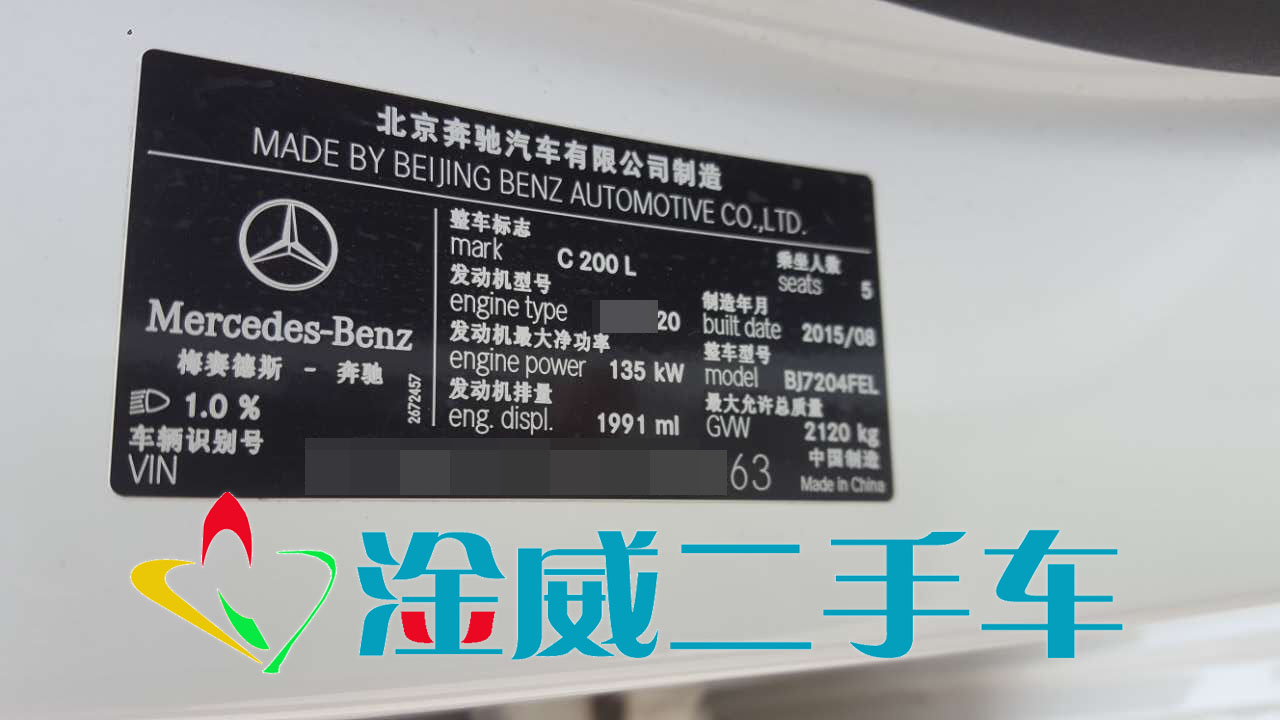 北京奔驰汽车有限公司制造
MADE BY BEIJING BENZ AUTOMOTIVE CO.,LTD.
Mercedes-Benz
梅赛德斯 - 奔驰
1.0 %
2672457
整车标志
mark C 200 L
乘坐人数
seats 5
发动机型号
engine type 20
制造年月
built date 2015/08
发动机最大净功率
engine power 135 kW
整车型号
model BJ7204FEL
发动机排量
eng. displ. 1991 ml
最大允许总质量
GVW 2120 kg
车辆识别号
VIN 63
中国制造
Made in China
淦威二手车